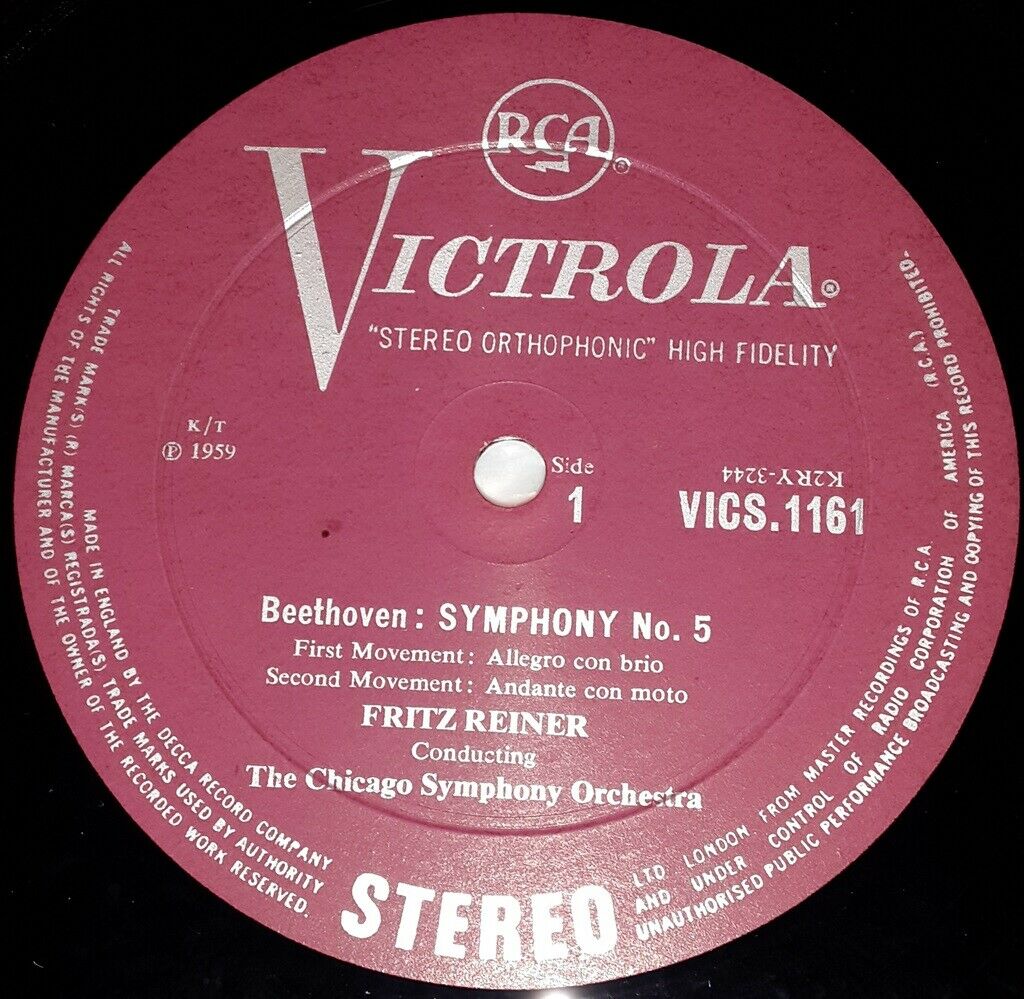 RCA
®
VICTROLA®
"STEREO ORTHOPHONIC" HIGH FIDELITY
K/T
℗ 1959
Side
1
K2RY-3244
VICS.1161
Beethoven: SYMPHONY No. 5
First Movement: Allegro con brio
Second Movement: Andante con moto
FRITZ REINER
Conducting
The Chicago Symphony Orchestra
STEREO
MADE IN ENGLAND BY THE DECCA RECORD COMPANY LTD LONDON FROM MASTER RECORDINGS OF R.C.A.
TRADE MARK(S) (R) MARCA(S) REGISTRADA(S) TRADE MARKS USED BY AUTHORITY AND UNDER CONTROL OF RADIO CORPORATION OF AMERICA (R.C.A.)
ALL RIGHTS OF THE MANUFACTURER AND OF THE OWNER OF THE RECORDED WORK RESERVED. UNAUTHORISED PUBLIC PERFORMANCE BROADCASTING AND COPYING OF THIS RECORD PROHIBITED.